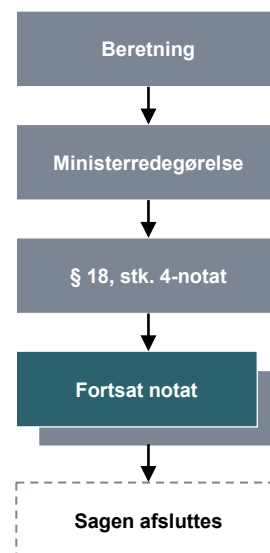 Beretning
Ministerredegørelse
§ 18, stk. 4-notat
Fortsat notat
Sagen afsluttes